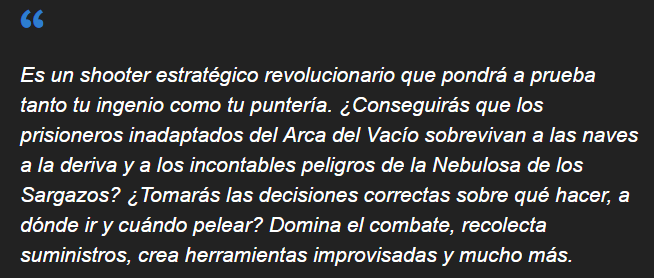 “
Es un shooter estratégico revolucionario que pondrá a prueba
tanto tu ingenio como tu puntería. ¿Conseguirás que los
prisioneros inadaptados del Arca del Vacío sobrevivan a las naves
a la deriva y a los incontables peligros de la Nebulosa de los
Sargazos? ¿Tomarás las decisiones correctas sobre qué hacer, a
dónde ir y cuándo pelear? Domina el combate, recolecta
suministros, crea herramientas improvisadas y mucho más.